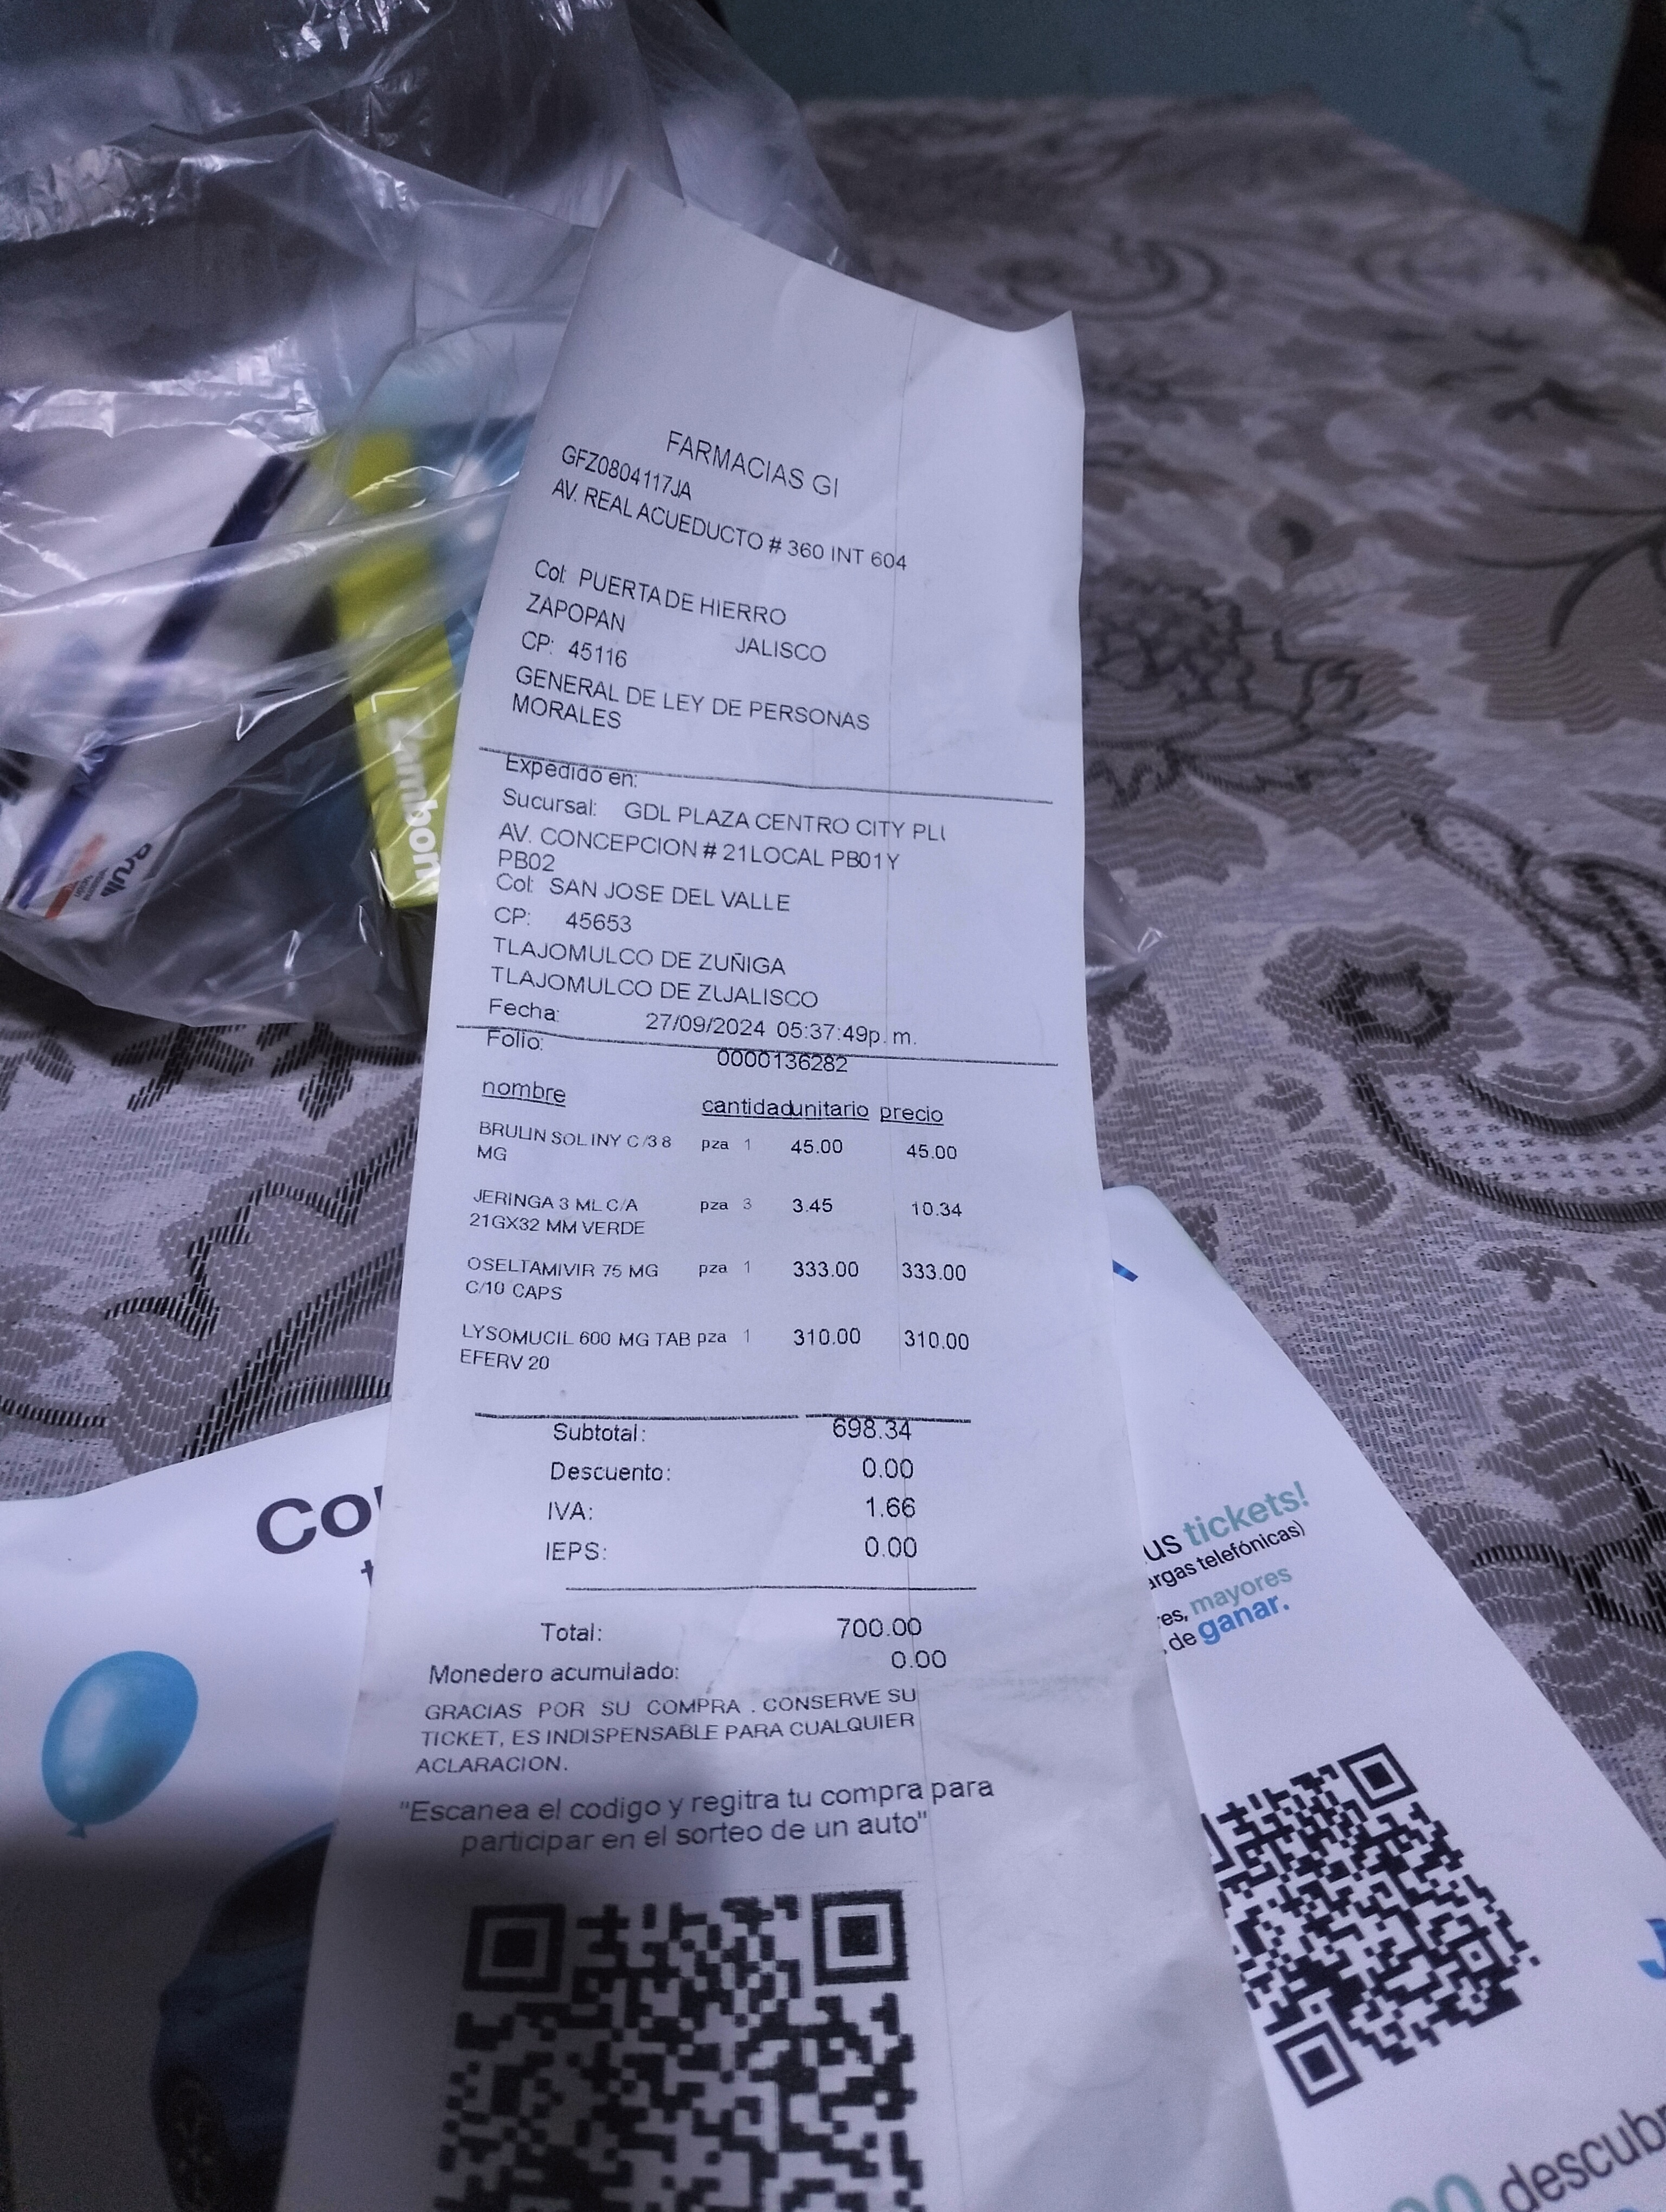 FARMACIAS GI
GFZ0804117JA
AV. REAL ACUEDUCTO # 360 INT 604
Col: PUERTA DE HIERRO
ZAPOPAN JALISCO
CP: 45116
GENERAL DE LEY DE PERSONAS
MORALES
Expedido en:
Sucursal: GDL PLAZA CENTRO CITY PLU
AV. CONCEPCION # 21LOCAL PB01 Y
PB02
Col: SAN JOSE DEL VALLE
CP: 45653
TLAJOMULCO DE ZUÑIGA
TLAJOMULCO DE ZUJALISCO
Fecha: 27/09/2024 05:37:49p. m.
Folio: 0000136282
nombre cantidad unitario precio
BRULIN SOL INY C/3 8 pza 1 45.00 45.00
MG
JERINGA 3 ML C/A pza 3 3.45 10.34
21GX32 MM VERDE
OSELTAMIVIR 75 MG pza 1 333.00 333.00
C/10 CAPS
LYSOMUCIL 600 MG TAB pza 1 310.00 310.00
EFERV 20
Subtotal: 698.34
Descuento: 0.00
IVA: 1.66
IEPS: 0.00
Total: 700.00
Monedero acumulado: 0.00
GRACIAS POR SU COMPRA . CONSERVE SU
TICKET, ES INDISPENSABLE PARA CUALQUIER
ACLARACION.
"Escanea el codigo y regitra tu compra para
participar en el sorteo de un auto"
Zambon
Brulin
tickets!
telefónicas)
mayores
de ganar.